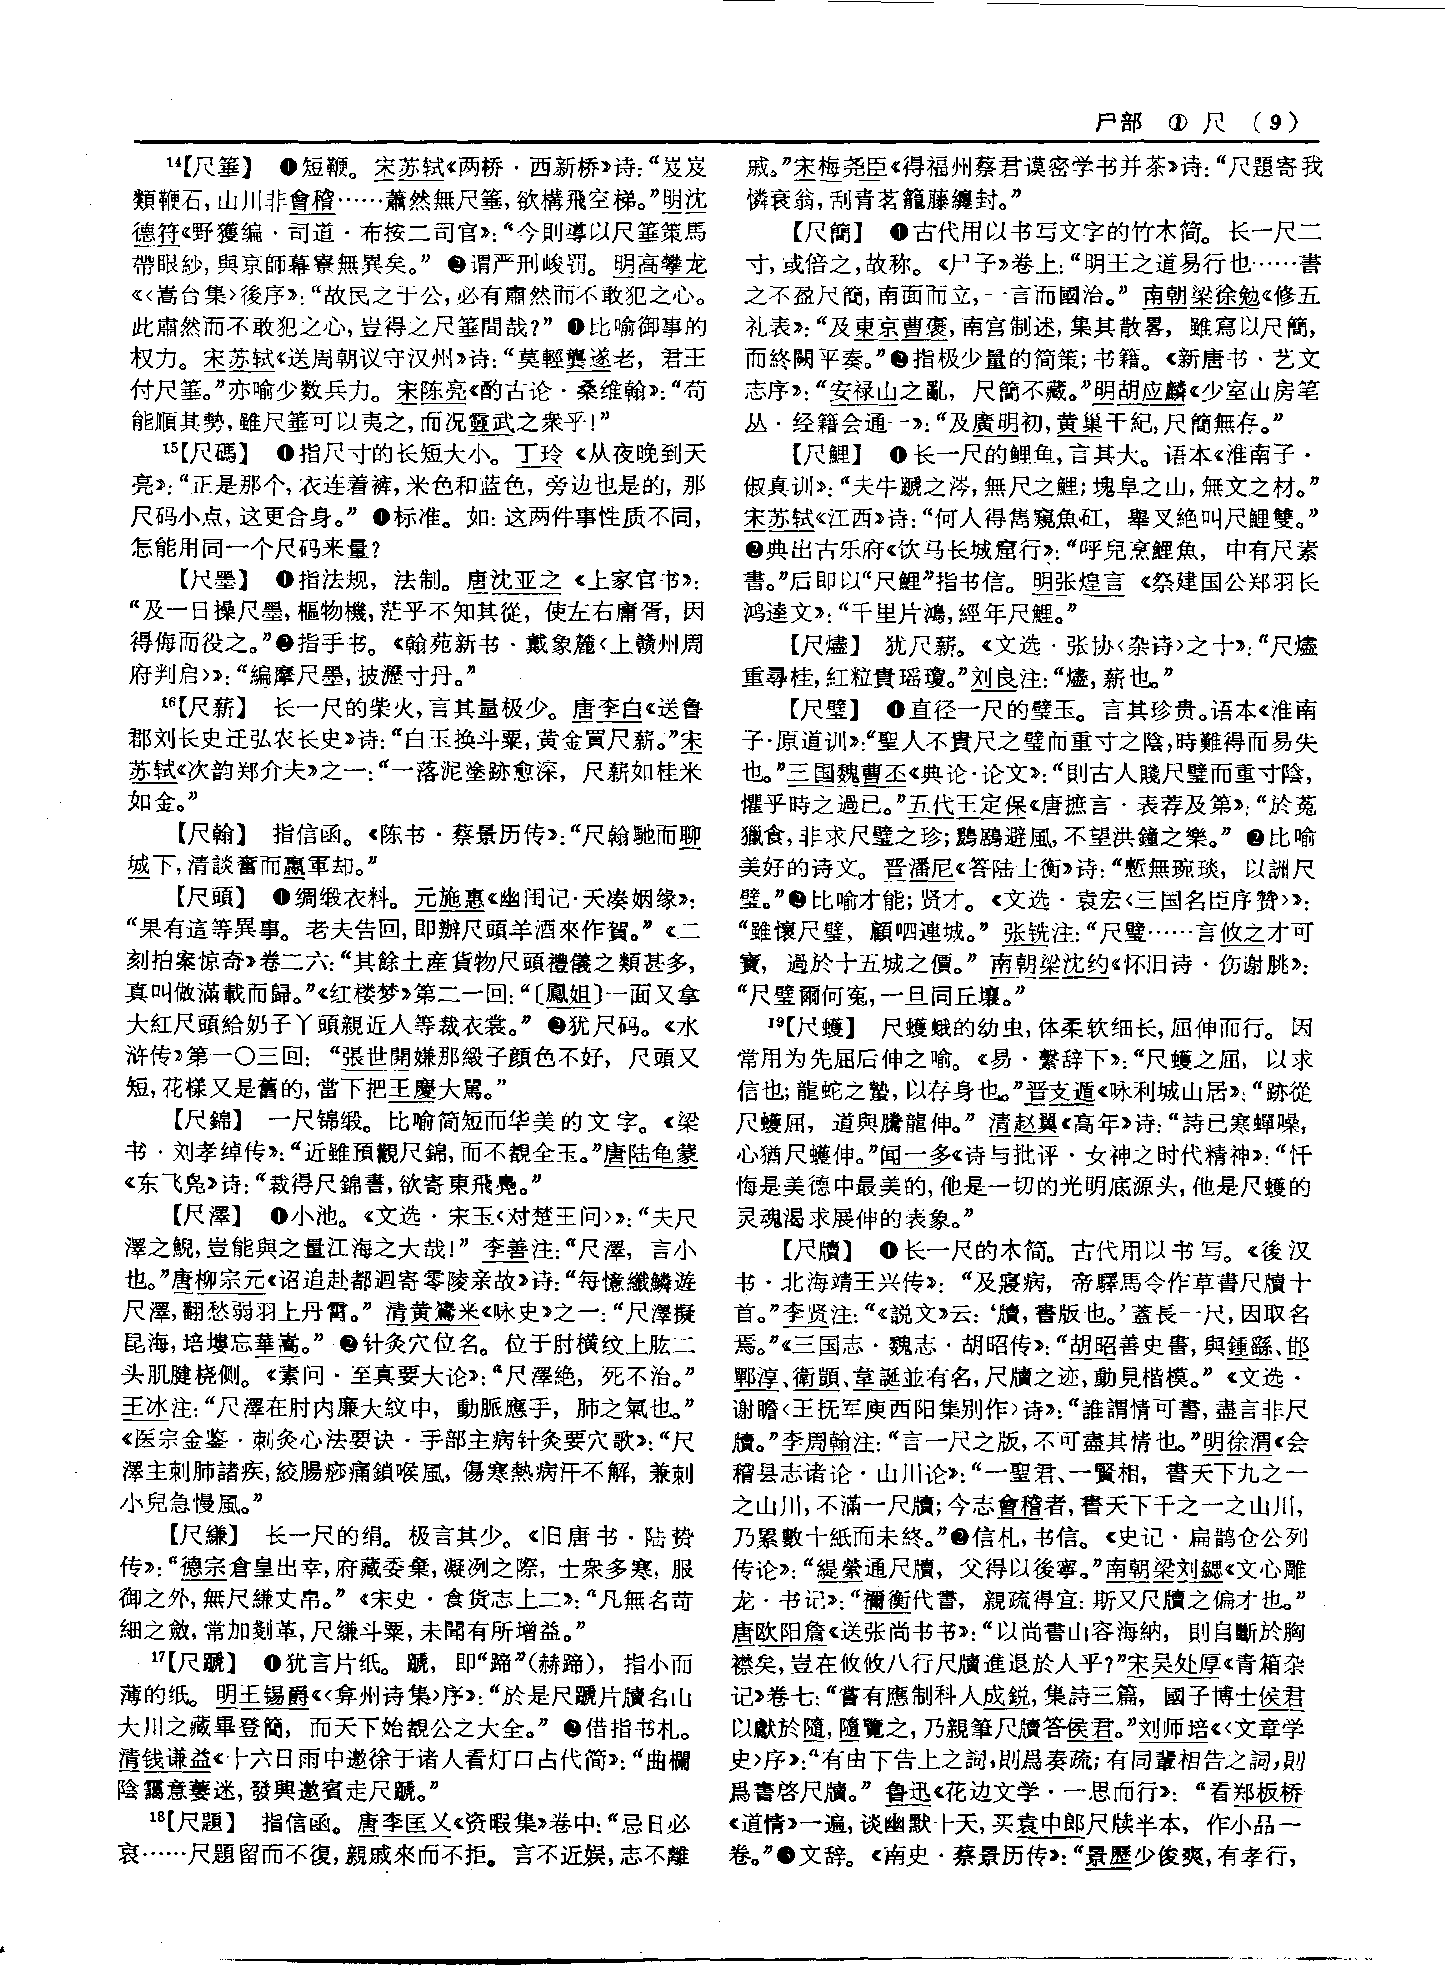 尸部 ① 尺 (9)
¹⁴【尺箠】 ❶短鞭。宋苏轼《两桥·西新桥》诗:“岌岌
類鞭石,山川非會稽……蕭然無尺箠,欲構飛空梯。”明沈
德符《野獲编·司道·布按二司官》:“今則導以尺箠策馬
帶眼紗,與京師幕寮無異矣。” ❷谓严刑峻罚。明高攀龙
《〈嵩台集〉後序》:“故民之于公,必有肅然而不敢犯之心。
此肅然而不敢犯之心,豈得之尺箠間哉?” ❸比喻御事的
权力。宋苏轼《送周朝议守汉州》诗:“莫輕龔遂老,君王
付尺箠。”亦喻少数兵力。宋陈亮《酌古论·桑维翰》:“苟
能順其勢,雖尺箠可以夷之,而况靈武之衆乎!”
¹⁵【尺碼】 ❶指尺寸的长短大小。丁玲《从夜晚到天
亮》:“正是那个,衣连着裤,米色和蓝色,旁边也是的,那
尺码小点,这更合身。” ❷标准。如:这两件事性质不同,
怎能用同一个尺码来量?
【尺墨】 ❶指法规,法制。唐沈亚之《上家官书》:
“及一日操尺墨,樞物機,茫乎不知其從,使左右庸胥,因
得侮而役之。”❷指手书。《翰苑新书·戴象麓〈上赣州周
府判启〉》:“編摩尺墨,披瀝寸丹。”
¹⁶【尺薪】 长一尺的柴火,言其量极少。唐李白《送鲁
郡刘长史迁弘农长史》诗:“白玉换斗粟,黄金買尺薪。”宋
苏轼《次韵郑介夫》之一:“一落泥塗跡愈深,尺薪如桂米
如金。”
【尺翰】 指信函。《陈书·蔡景历传》:“尺翰馳而聊
城下,清談奮而嬴軍却。”
【尺頭】 ❶绸缎衣料。元施惠《幽闺记·天凑姻缘》:
“果有這等異事。老夫告回,即辦尺頭羊酒來作賀。”《二
刻拍案惊奇》卷二六:“其餘土産貨物尺頭禮儀之類甚多,
真叫做滿載而歸。”《红楼梦》第二一回:“〔鳳姐〕一面又拿
大紅尺頭給奶子丫頭親近人等裁衣裳。” ❷犹尺码。《水
浒传》第一〇三回:“張世開嫌那緞子顔色不好,尺頭又
短,花樣又是舊的,當下把王慶大駡。”
【尺錦】 一尺锦缎。比喻简短而华美的文字。《梁
书·刘孝绰传》:“近雖預觀尺錦,而不覩全玉。”唐陆龟蒙
《东飞凫》诗:“裁得尺錦書,欲寄東飛鳧。”
【尺澤】 ❶小池。《文选·宋玉〈对楚王问〉》:“夫尺
澤之鯢,豈能與之量江海之大哉!” 李善注:“尺澤,言小
也。”唐柳宗元《诏追赴都迴寄零陵亲故》诗:“每憶纖鱗遊
尺澤,翻愁弱羽上丹霄。” 清黄鷟来《咏史》之一:“尺澤擬
昆海,培塿忘華嵩。” ❷针灸穴位名。位于肘横纹上肱二
头肌腱桡侧。《素问·至真要大论》:“尺澤絶,死不治。”
王冰注:“尺澤在肘内廉大紋中,動脈應手,肺之氣也。”
《医宗金鉴·刺灸心法要诀·手部主病针灸要穴歌》:“尺
澤主刺肺諸疾,絞腸痧痛鎖喉風,傷寒熱病汗不解,兼刺
小兒急慢風。”
【尺縑】 长一尺的绢。极言其少。《旧唐书·陆贽
传》:“德宗倉皇出幸,府藏委棄,凝冽之際,士衆多寒,服
御之外,無尺縑丈帛。”《宋史·食货志上二》:“凡無名苛
細之斂,常加剗革,尺縑斗粟,未聞有所增益。”
¹⁷【尺蹏】 ❶犹言片纸。蹏,即“蹄”(赫蹄),指小而
薄的纸。明王锡爵《〈弇州诗集〉序》:“於是尺蹏片牘名山
大川之藏畢登簡,而天下始覩公之大全。” ❷借指书札。
清钱谦益《十六日雨中邀徐于诸人看灯口占代简》:“曲欄
陰靄意萋迷,發興邀賓走尺蹏。”
¹⁸【尺題】 指信函。唐李匡乂《资暇集》卷中:“忌日必
哀……尺題留而不復,親戚來而不拒。言不近娱,志不離
戚。”宋梅尧臣《得福州蔡君谟密学书并茶》诗:“尺題寄我
憐衰翁,刮青茗籠藤纏封。”
【尺簡】 ❶古代用以书写文字的竹木简。长一尺二
寸,或倍之,故称。《尸子》卷上:“明王之道易行也……書
之不盈尺簡,南面而立,一言而國治。” 南朝梁徐勉《修五
礼表》:“及東京曹褒,南宫制述,集其散畧,雖寫以尺簡,
而終闕平奏。”❷指极少量的简策;书籍。《新唐书·艺文
志序》:“安禄山之亂,尺簡不藏。”明胡应麟《少室山房笔
丛·经籍会通一》:“及廣明初,黄巢干紀,尺簡無存。”
【尺鯉】 ❶长一尺的鲤鱼,言其大。语本《淮南子·
俶真训》:“夫牛蹏之涔,無尺之鯉;塊阜之山,無丈之材。”
宋苏轼《江西》诗:“何人得雋窺魚矼,舉叉絶叫尺鯉雙。”
❷典出古乐府《饮马长城窟行》:“呼兒烹鯉魚,中有尺素
書。”后即以“尺鲤”指书信。明张煌言《祭建国公郑羽长
鸿逵文》:“千里片鴻,經年尺鯉。”
【尺燼】 犹尺薪。《文选·张协〈杂诗〉之十》:“尺燼
重尋桂,紅粒貴瑶瓊。”刘良注:“燼,薪也。”
【尺璧】 ❶直径一尺的璧玉。言其珍贵。语本《淮南
子·原道训》:“聖人不貴尺之璧而重寸之陰,時難得而易失
也。”三国魏曹丕《典论·论文》:“則古人賤尺璧而重寸陰,
懼乎時之過已。”五代王定保《唐摭言·表荐及第》:“於菟
獵食,非求尺璧之珍;鶢鶋避風,不望洪鐘之樂。” ❷比喻
美好的诗文。晋潘尼《答陆士衡》诗:“慙無琬琰,以詶尺
璧。”❸比喻才能;贤才。《文选·袁宏〈三国名臣序赞〉》:
“雖懷尺璧,顧哂連城。” 张铣注:“尺璧……言攸之才可
寳,過於十五城之價。” 南朝梁沈约《怀旧诗·伤谢朓》:
“尺璧爾何冤,一旦同丘壤。”
¹⁹【尺蠖】 尺蠖蛾的幼虫,体柔软细长,屈伸而行。因
常用为先屈后伸之喻。《易·繫辞下》:“尺蠖之屈,以求
信也;龍蛇之蟄,以存身也。”晋支遁《咏利城山居》:“跡從
尺蠖屈,道與騰龍伸。” 清赵翼《高年》诗:“詩已寒蟬噪,
心猶尺蠖伸。”闻一多《诗与批评·女神之时代精神》:“忏
悔是美德中最美的,他是一切的光明底源头,他是尺蠖的
灵魂渴求展伸的表象。”
【尺牘】 ❶长一尺的木简。古代用以书写。《後汉
书·北海靖王兴传》:“及寢病,帝驛馬令作草書尺牘十
首。”李贤注:“《説文》云:‘牘,書版也。’蓋長一尺,因取名
焉。”《三国志·魏志·胡昭传》:“胡昭善史書,與鍾繇、邯
鄲淳、衛顗、韋誕並有名,尺牘之迹,動見楷模。” 《文选·
谢瞻〈王抚军庾西阳集别作〉诗》:“誰謂情可書,盡言非尺
牘。”李周翰注:“言一尺之版,不可盡其情也。”明徐渭《会
稽县志诸论·山川论》:“一聖君、一賢相,書天下九之一
之山川,不滿一尺牘;今志會稽者,書天下千之一之山川,
乃累數十紙而未終。”❷信札,书信。《史记·扁鹊仓公列
传论》:“緹縈通尺牘,父得以後寧。”南朝梁刘勰《文心雕
龙·书记》:“禰衡代書,親疏得宜:斯又尺牘之偏才也。”
唐欧阳詹《送张尚书书》:“以尚書山容海納,則自斷於胸
襟矣,豈在攸攸八行尺牘進退於人乎?”宋吴处厚《青箱杂
记》卷七:“嘗有應制科人成鋭,集詩三篇,國子博士侯君
以獻於隨,隨覽之,乃親筆尺牘答侯君。”刘师培《〈文章学
史〉序》:“有由下告上之詞,則爲奏疏;有同輩相告之詞,則
爲書啓尺牘。” 鲁迅《花边文学·一思而行》:“看郑板桥
《道情》一遍,谈幽默十天,买袁中郎尺牍半本,作小品一
卷。”❸文辞。《南史·蔡景历传》:“景歷少俊爽,有孝行,